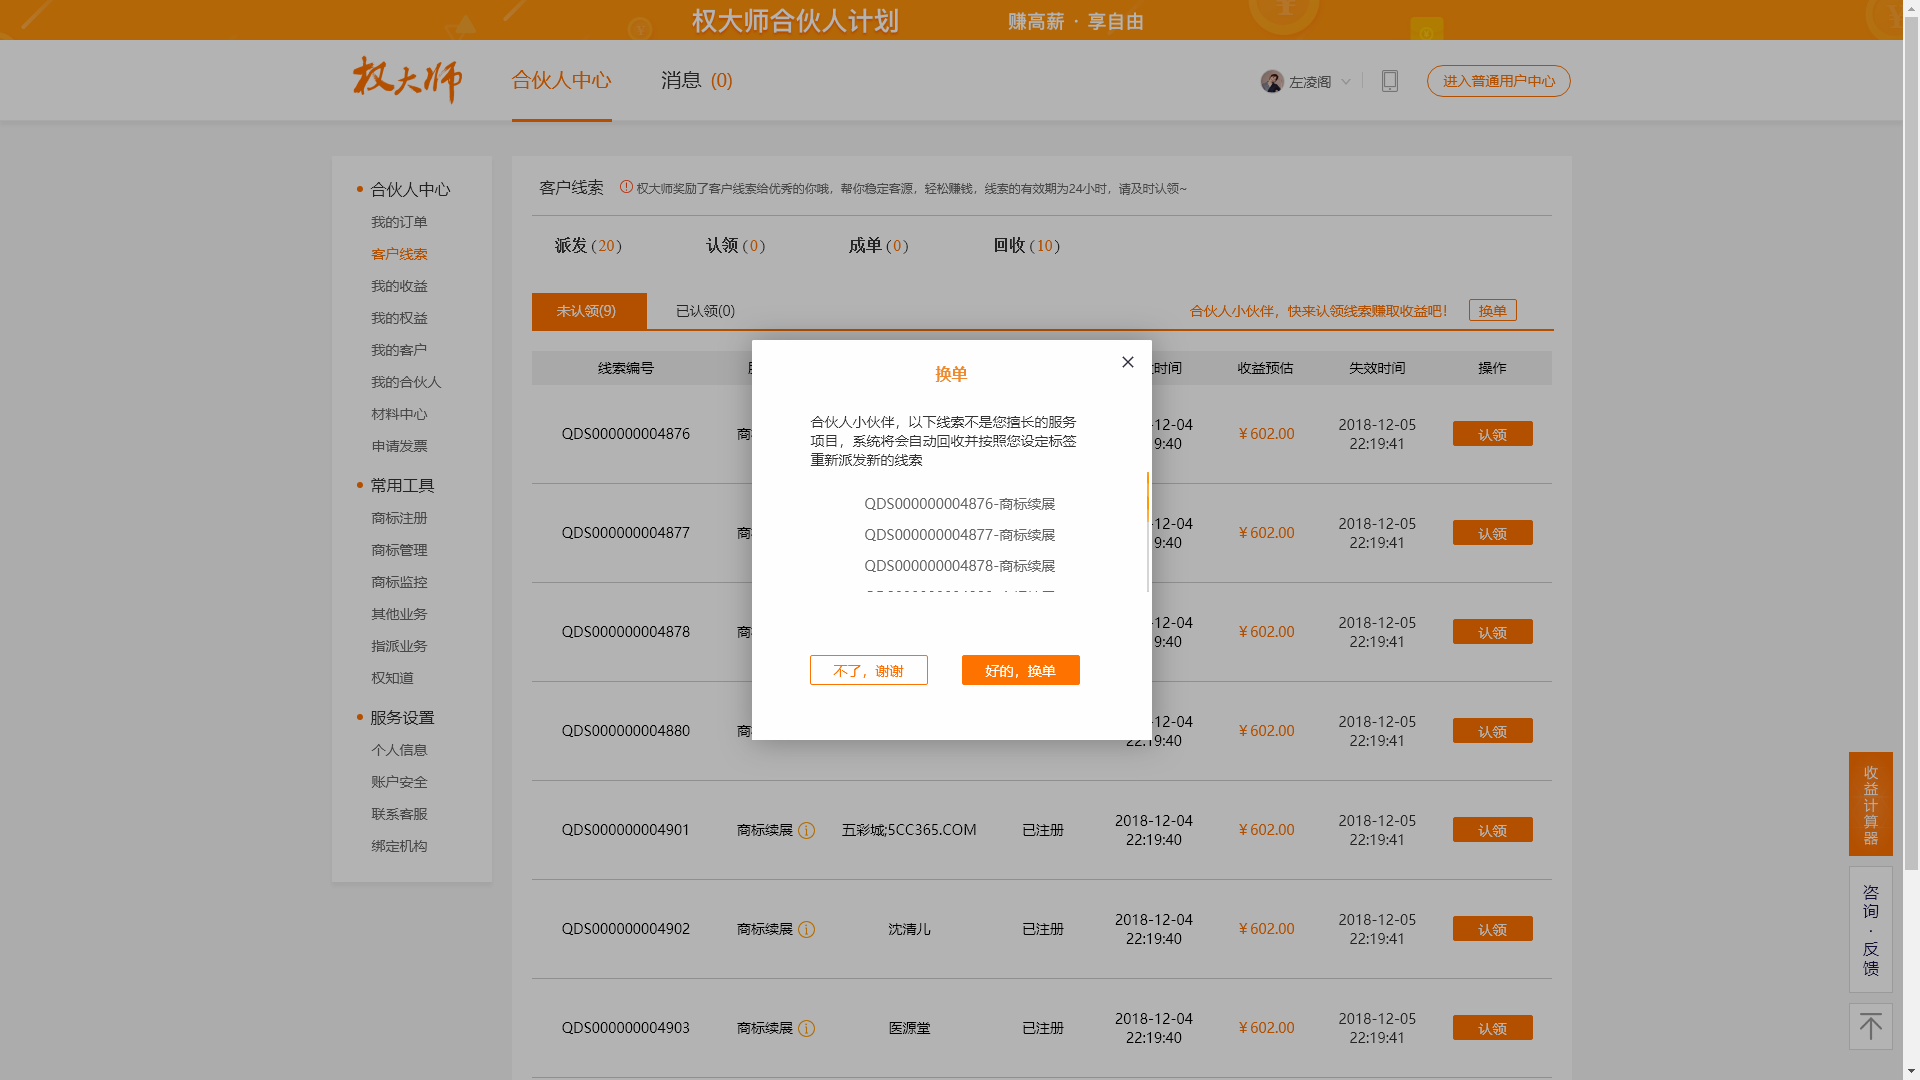 权大师合伙人计划 赚高薪 · 享自由
权大师 合伙人中心 消息 (0) 左凌阁 进入普通用户中心
合伙人中心
我的订单
客户线索
我的收益
我的权益
我的客户
我的合伙人
材料中心
申请发票
常用工具
商标注册
商标管理
商标监控
其他业务
指派业务
权知道
服务设置
个人信息
账户安全
联系客服
绑定机构
客户线索 权大师奖励了客户线索给优秀的你哦，帮你稳定客源，轻松赚钱，线索的有效期为24小时，请及时认领~
派发 (20) 认领 (0) 成单 (0) 回收 (10)
未认领(9) 已认领(0) 合伙人小伙伴，快来认领线索赚取收益吧！ 换单
线索编号 时间 收益预估 失效时间 操作
QDS000000004876 商 12-04 9:40 ¥602.00 2018-12-05 22:19:41 认领
QDS000000004877 商 12-04 9:40 ¥602.00 2018-12-05 22:19:41 认领
QDS000000004878 商 12-04 9:40 ¥602.00 2018-12-05 22:19:41 认领
QDS000000004880 商 12-04 22:19:40 ¥602.00 2018-12-05 22:19:41 认领
QDS000000004901 商标续展 五彩城;5CC365.COM 已注册 2018-12-04 22:19:40 ¥602.00 2018-12-05 22:19:41 认领
QDS000000004902 商标续展 沈清儿 已注册 2018-12-04 22:19:40 ¥602.00 2018-12-05 22:19:41 认领
QDS000000004903 商标续展 医源堂 已注册 2018-12-04 22:19:40 ¥602.00 2018-12-05 22:19:41 认领
换单
合伙人小伙伴，以下线索不是您擅长的服务
项目，系统将会自动回收并按照您设定标签
重新派发新的线索
QDS000000004876-商标续展
QDS000000004877-商标续展
QDS000000004878-商标续展
不了，谢谢 好的，换单
收益计算器
咨询·反馈